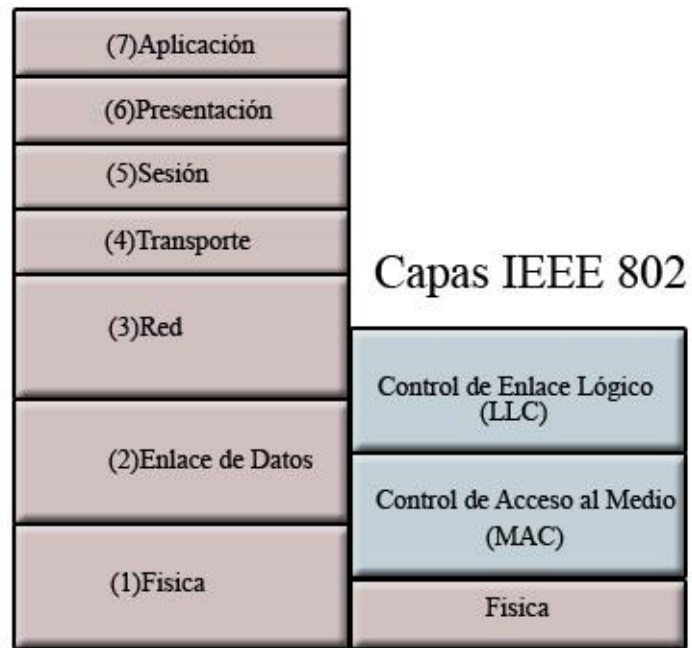 (7)Aplicación
(6)Presentación
(5)Sesión
(4)Transporte
(3)Red
(2)Enlace de Datos
(1)Fisica
Capas IEEE 802
Control de Enlace Lógico
(LLC)
Control de Acceso al Medio
(MAC)
Fisica